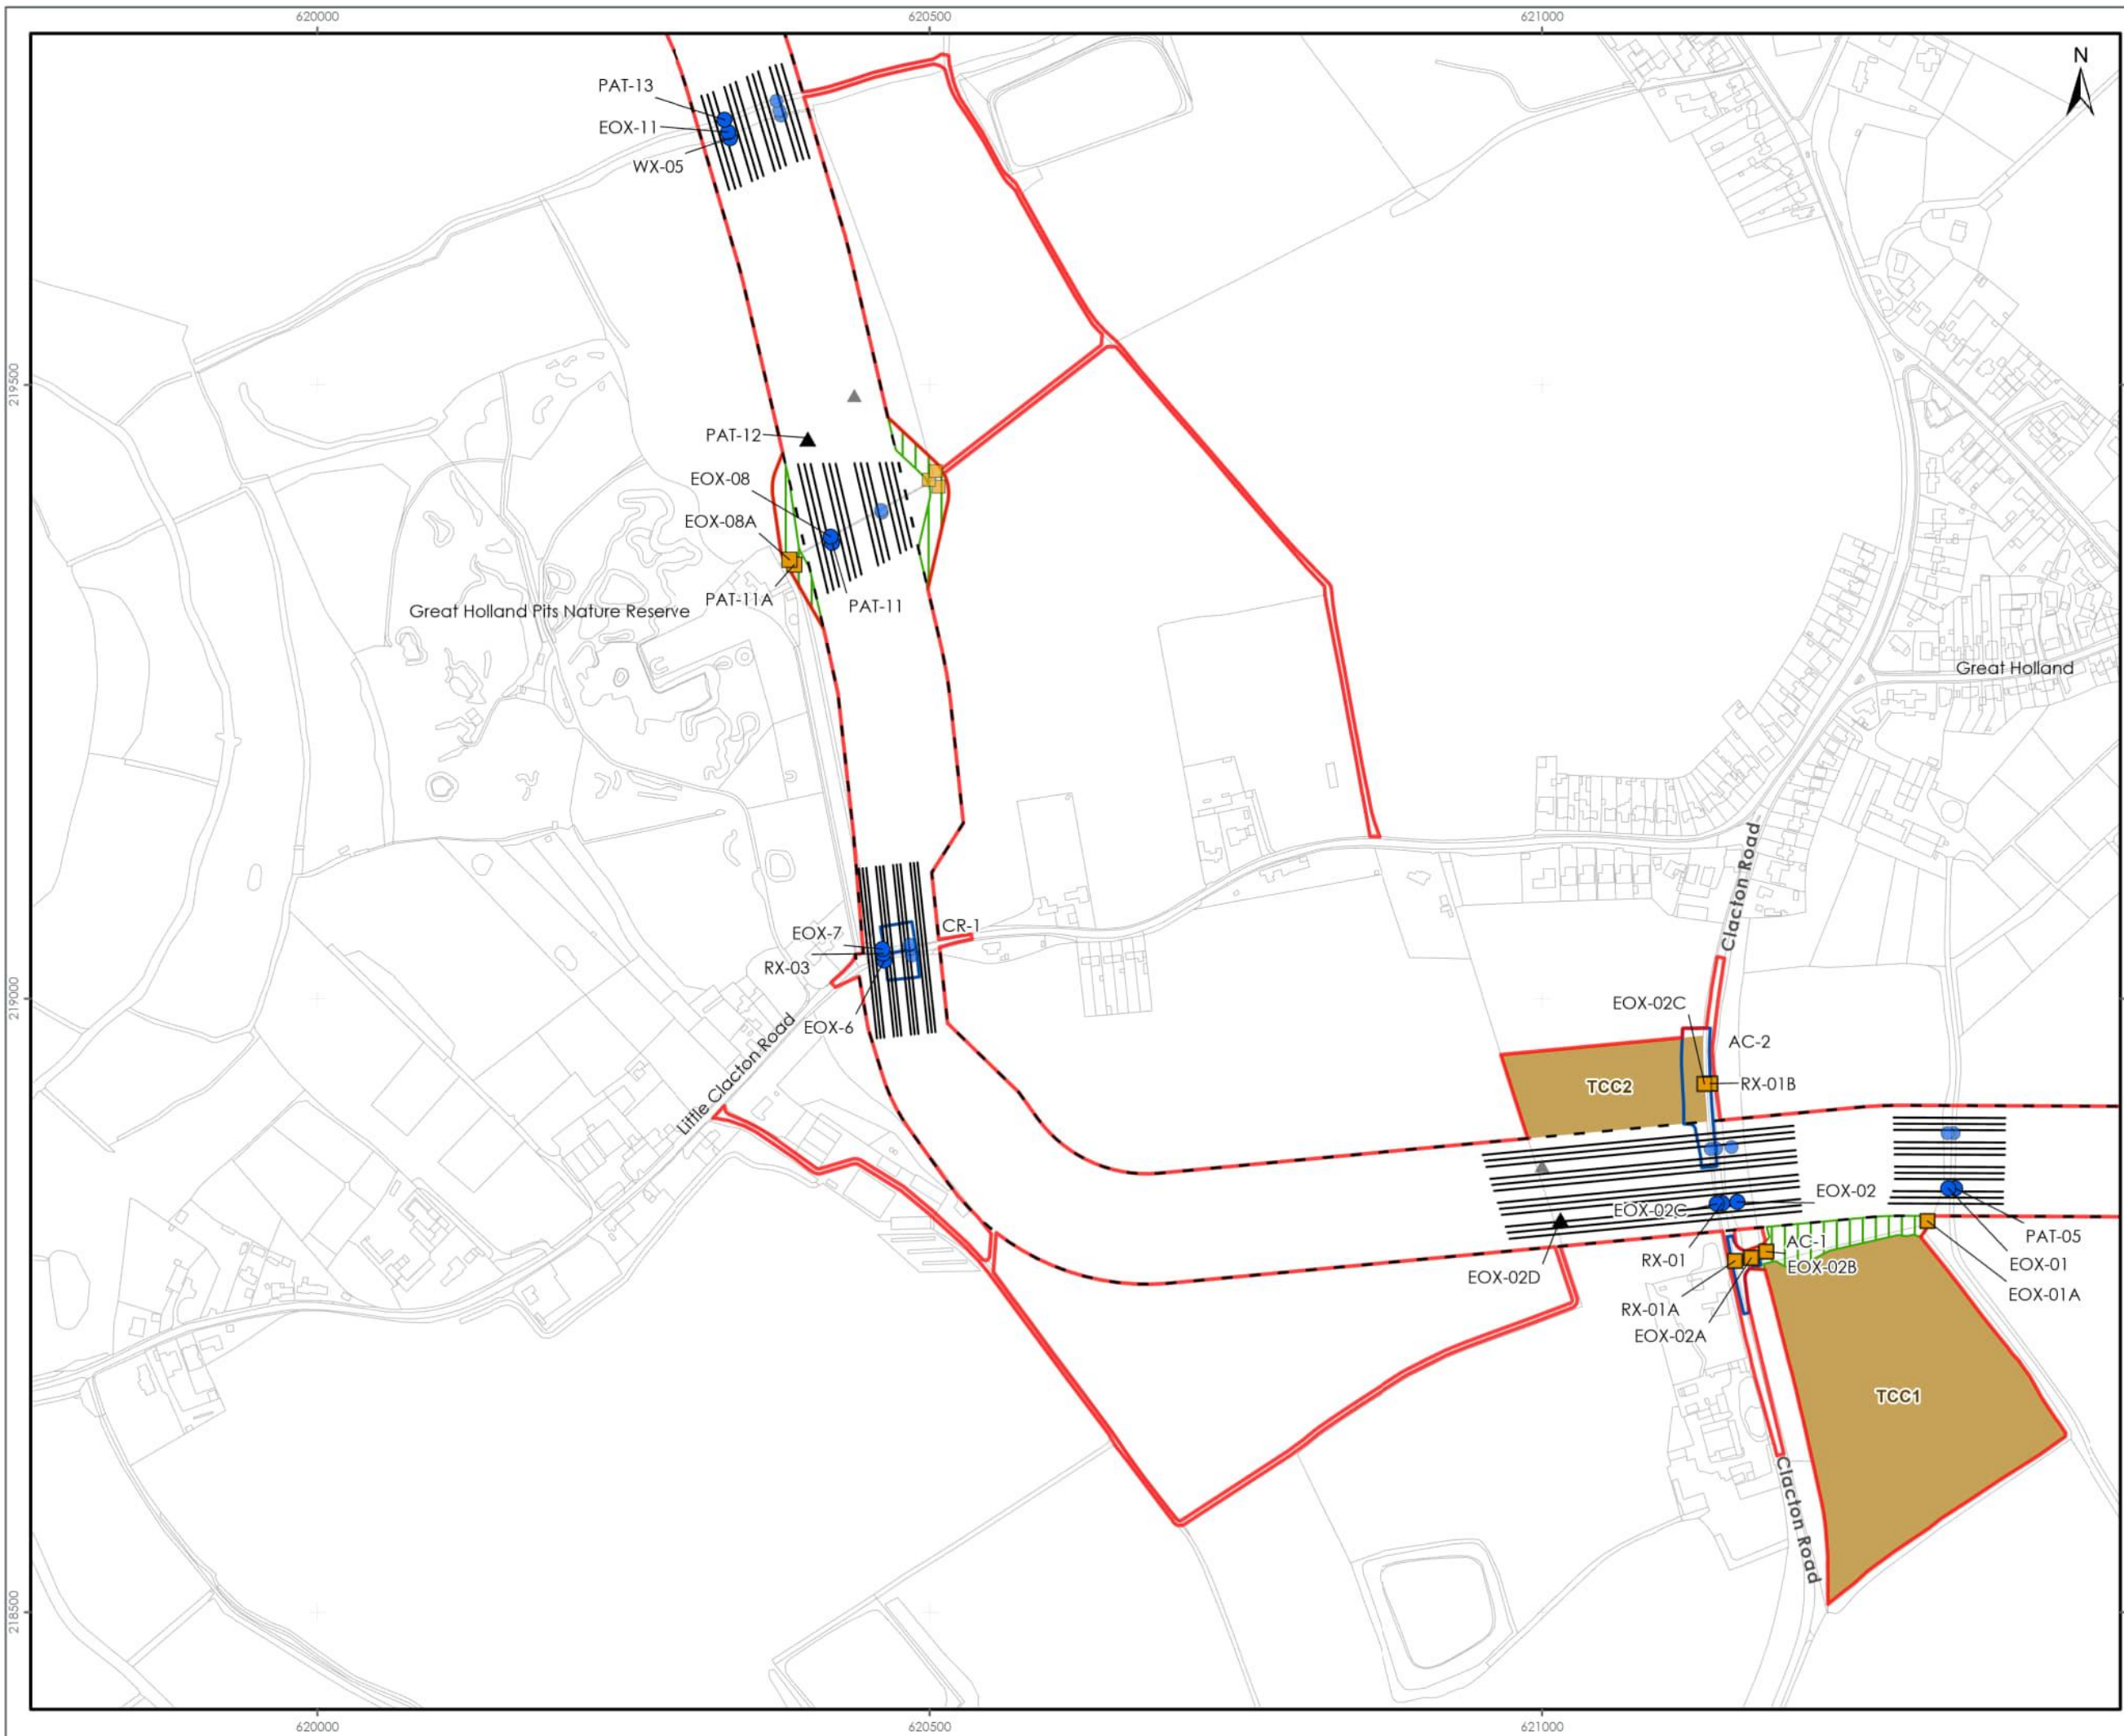 620000
620500
621000
N
PAT-13
EOX-11
WX-05
219500
PAT-12
EOX-08
EOX-08A
PAT-11A
PAT-11
Great Holland Pits Nature Reserve
Great Holland
Clacton Road
CR-1
EOX-7
RX-03
EOX-6
219000
Little Clacton Road
EOX-02C
AC-2
TCC2
RX-01B
EOX-02
EOX-02C
PAT-05
AC-1
RX-01
EOX-01
EOX-02B
EOX-02D
EOX-01A
RX-01A
EOX-02A
TCC1
Clacton Road
218500
620000
620500
621000